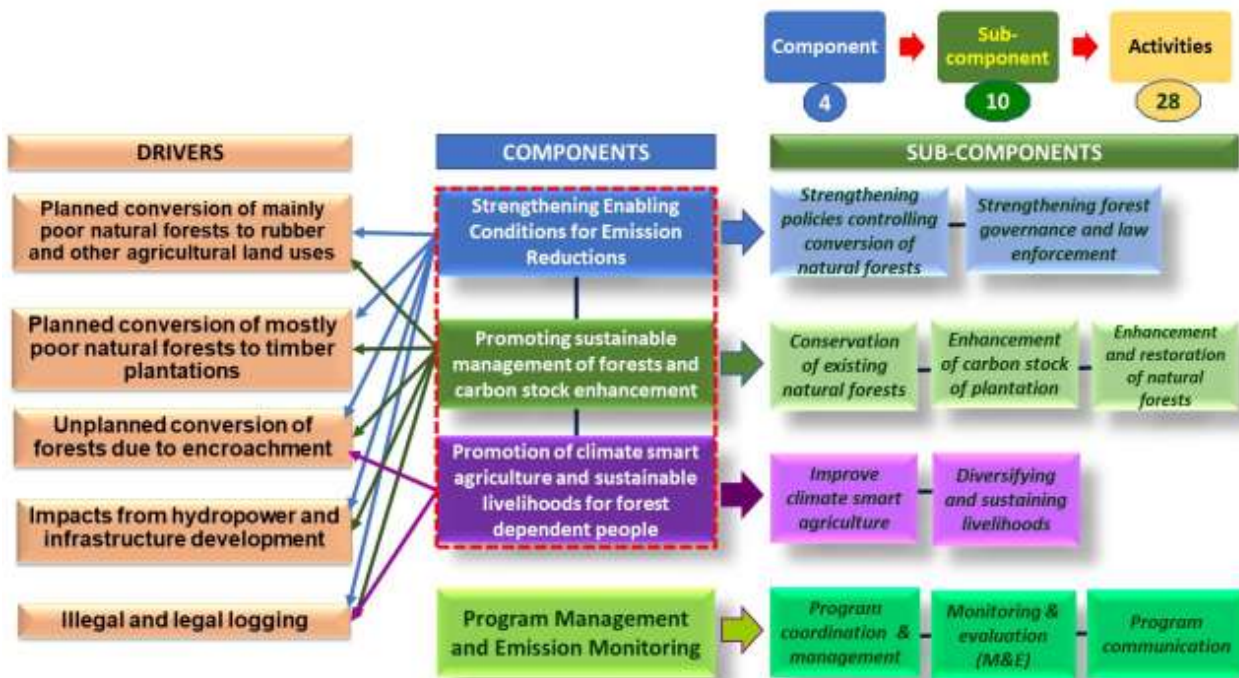 Component
4
Sub-
component
10
Activities
28
DRIVERS
Planned conversion of mainly
poor natural forests to rubber
and other agricultural land uses
Planned conversion of mostly
poor natural forests to timber
plantations
Unplanned conversion of
forests due to encroachment
Impacts from hydropower and
infrastructure development
Illegal and legal logging
COMPONENTS
Strengthening Enabling
Conditions for Emission
Reductions
Promoting sustainable
management of forests and
carbon stock enhancement
Promotion of climate smart
agriculture and sustainable
livelihoods for forest
dependent people
Program Management
and Emission Monitoring
SUB-COMPONENTS
Strengthening
policies controlling
conversion of
natural forests
Strengthening forest
governance and law
enforcement
Conservation
of existing
natural forests
Enhancement
of carbon stock
of plantation
Enhancement
and restoration
of natural
forests
Improve
climate smart
agriculture
Diversifying
and sustaining
livelihoods
Program
coordination &
management
Monitoring &
evaluation
(M&E)
Program
communication